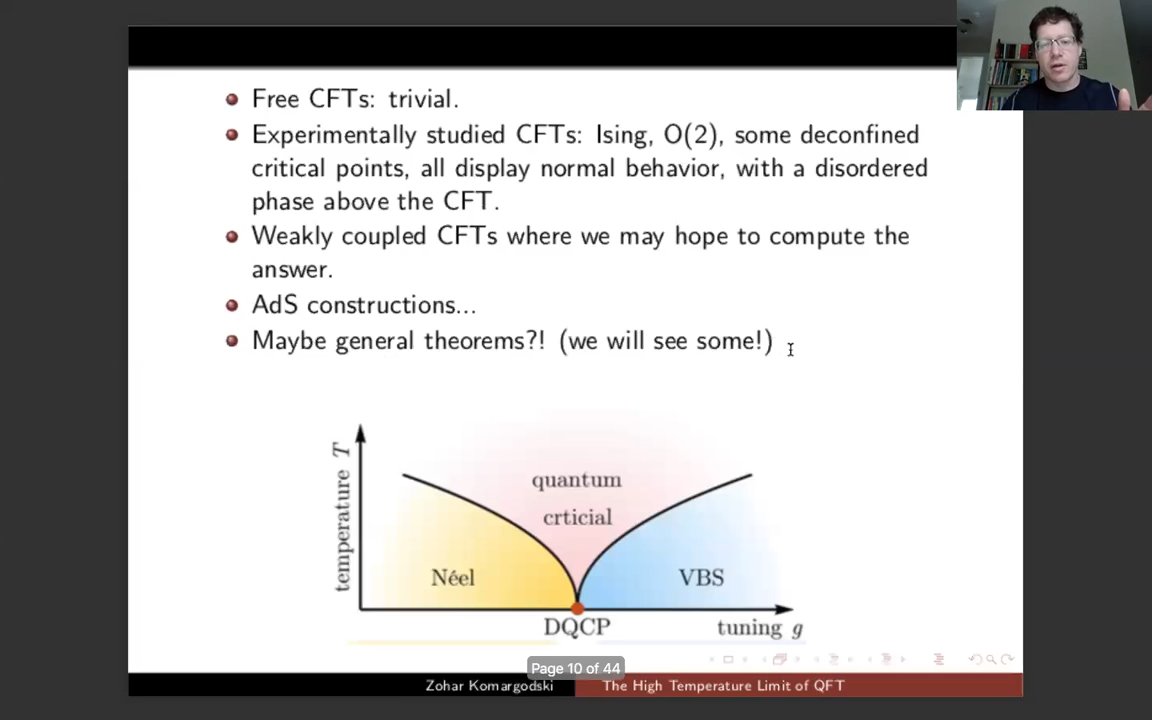 Free CFTs: trivial.
Experimentally studied CFTs: Ising, O(2), some deconfined
critical points, all display normal behavior, with a disordered
phase above the CFT.
Weakly coupled CFTs where we may hope to compute the
answer.
AdS constructions...
Maybe general theorems?! (we will see some!)
temperature T
quantum
crticial
Néel
VBS
DQCP
tuning g
Page 10 of 44
Zohar Komargodski
The High Temperature Limit of QFT